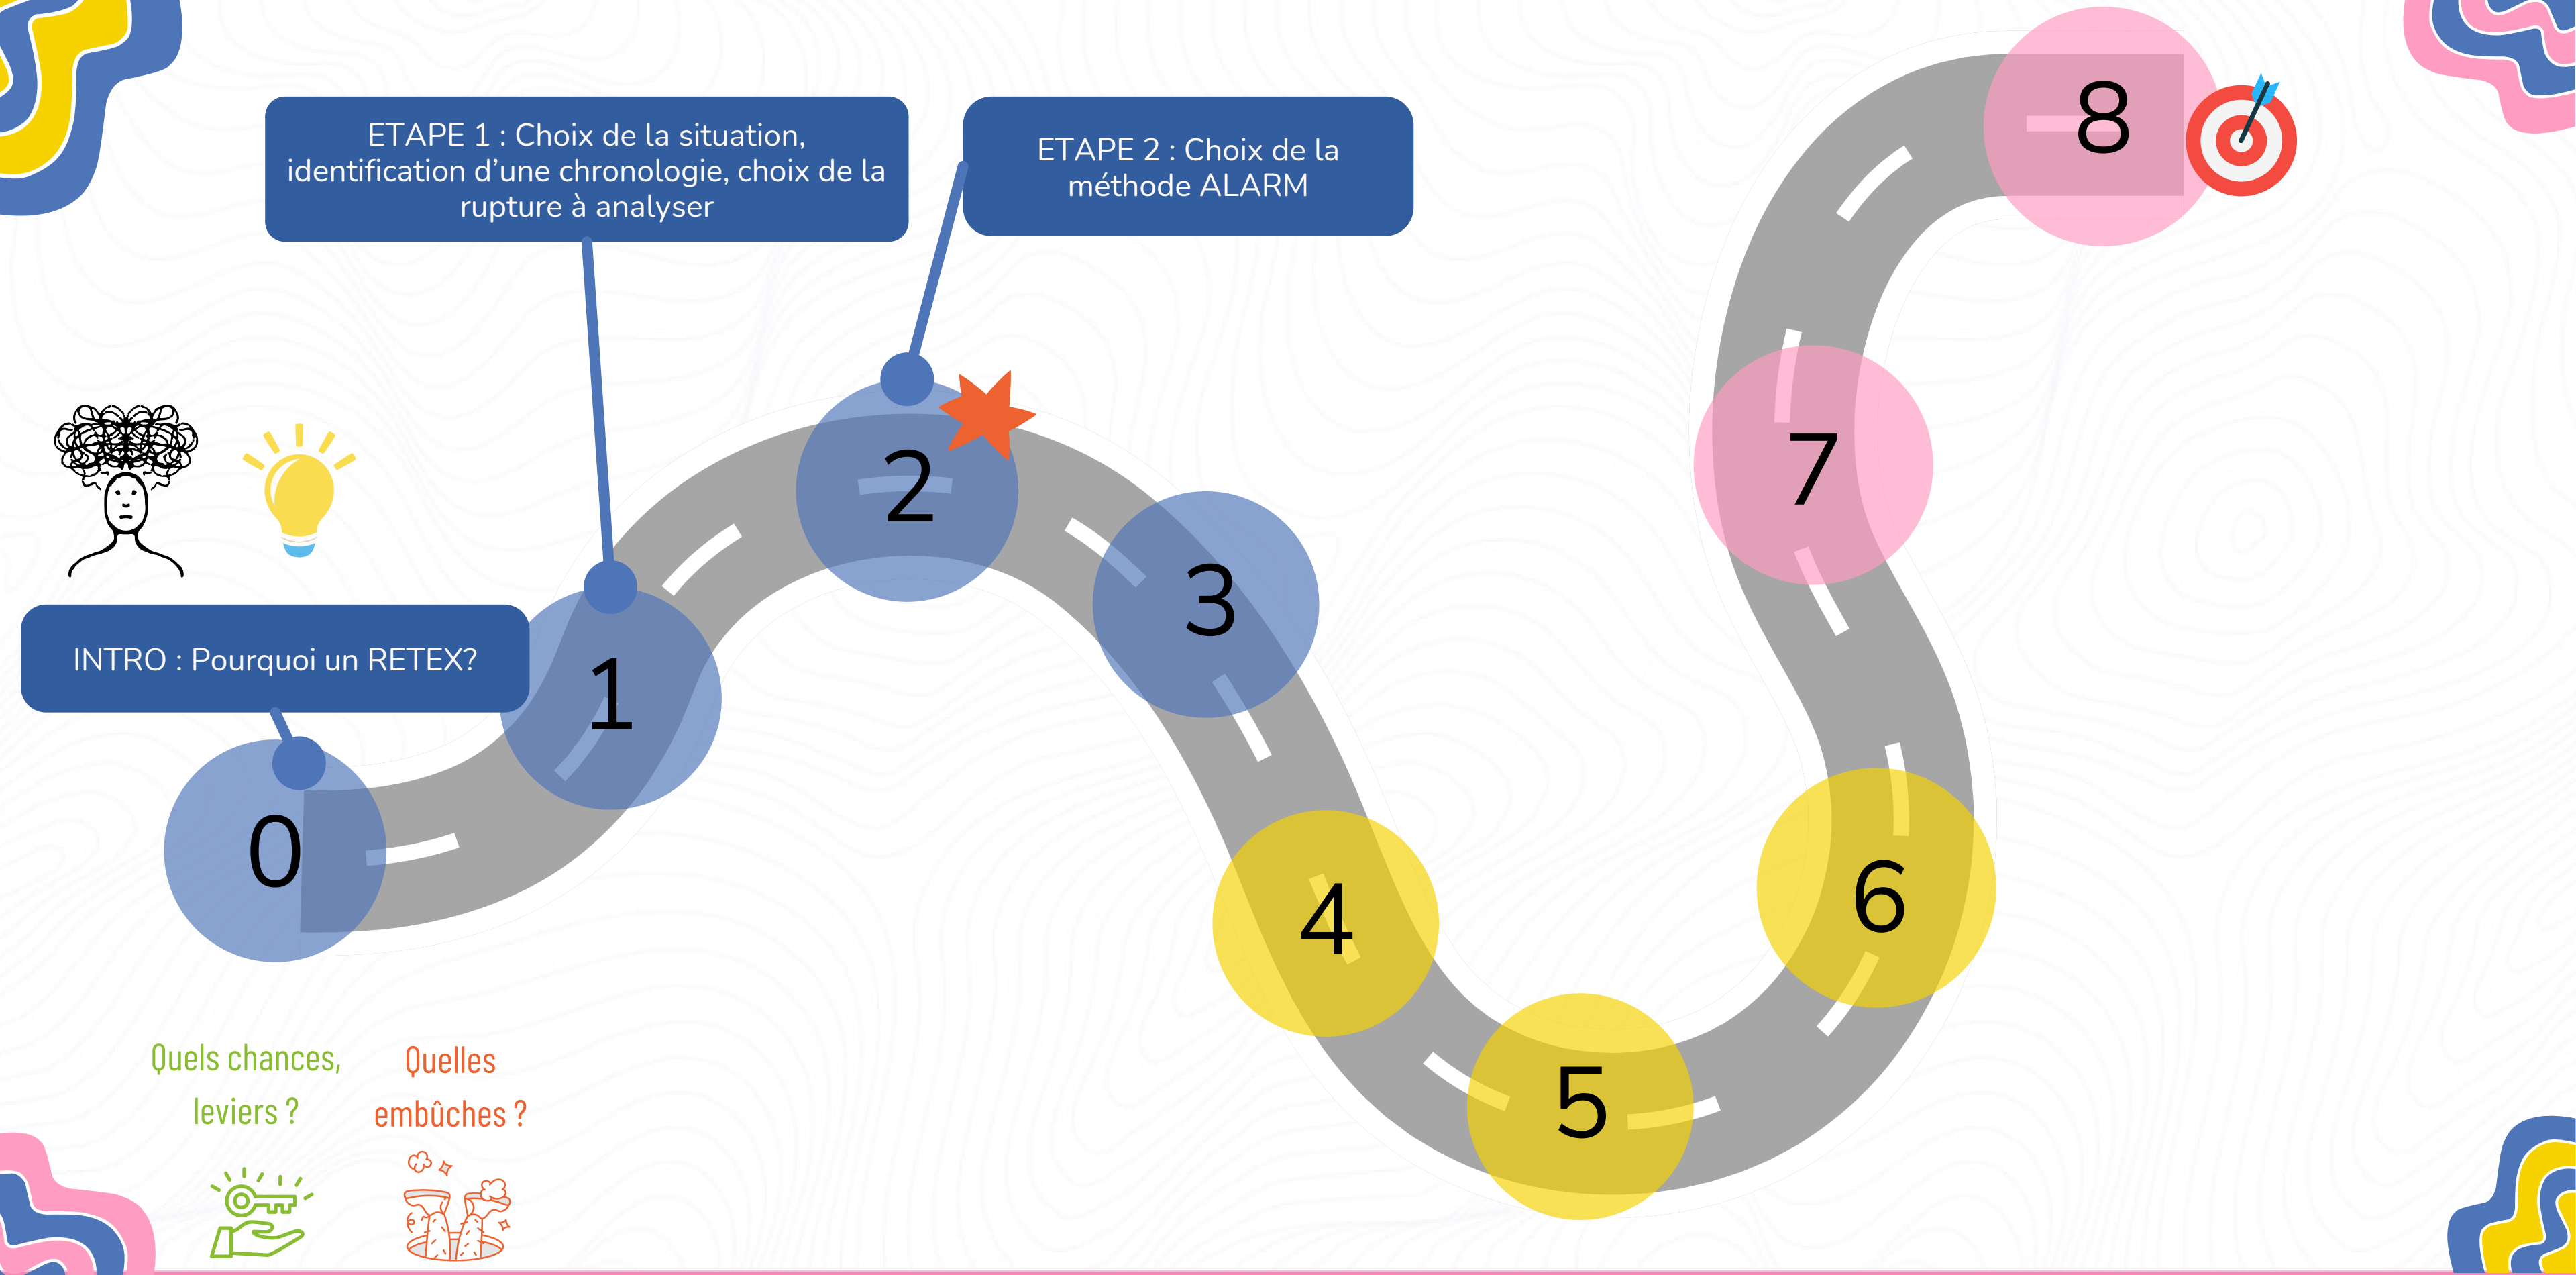 ETAPE 1 : Choix de la situation,
identification d’une chronologie, choix de la
rupture à analyser
ETAPE 2 : Choix de la
méthode ALARM
INTRO : Pourquoi un RETEX?
0
1
2
3
4
5
6
7
8
Quels chances,
leviers ?
Quelles
embûches ?